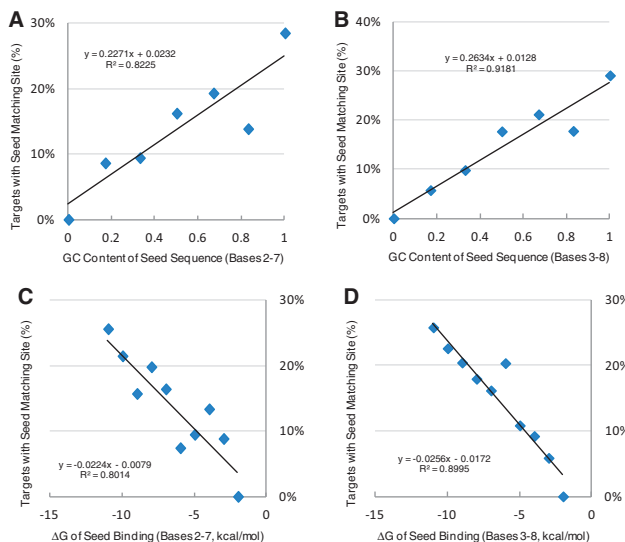 A
B
30%
20%
10%
0%
0
0.2
0.4
0.6
0.8
1
y = 0.2271x + 0.0232
R² = 0.8225
Targets with Seed Matching Site (%)
GC Content of Seed Sequence (Bases 2-7)
40%
30%
20%
10%
0%
0
0.2
0.4
0.6
0.8
1
y = 0.2634x + 0.0128
R² = 0.9181
Targets with Seed Matching Site (%)
GC Content of Seed Sequence (Bases 3-8)
C
D
30%
20%
10%
0%
-15
-10
-5
0
y = -0.0224x - 0.0079
R² = 0.8014
Targets with Seed Matching Site (%)
ΔG of Seed Binding (Bases 2-7, kcal/mol)
30%
20%
10%
0%
-15
-10
-5
0
y = -0.0256x - 0.0172
R² = 0.8995
Targets with Seed Matching Site (%)
ΔG of Seed Binding (Bases 3-8, kcal/mol)